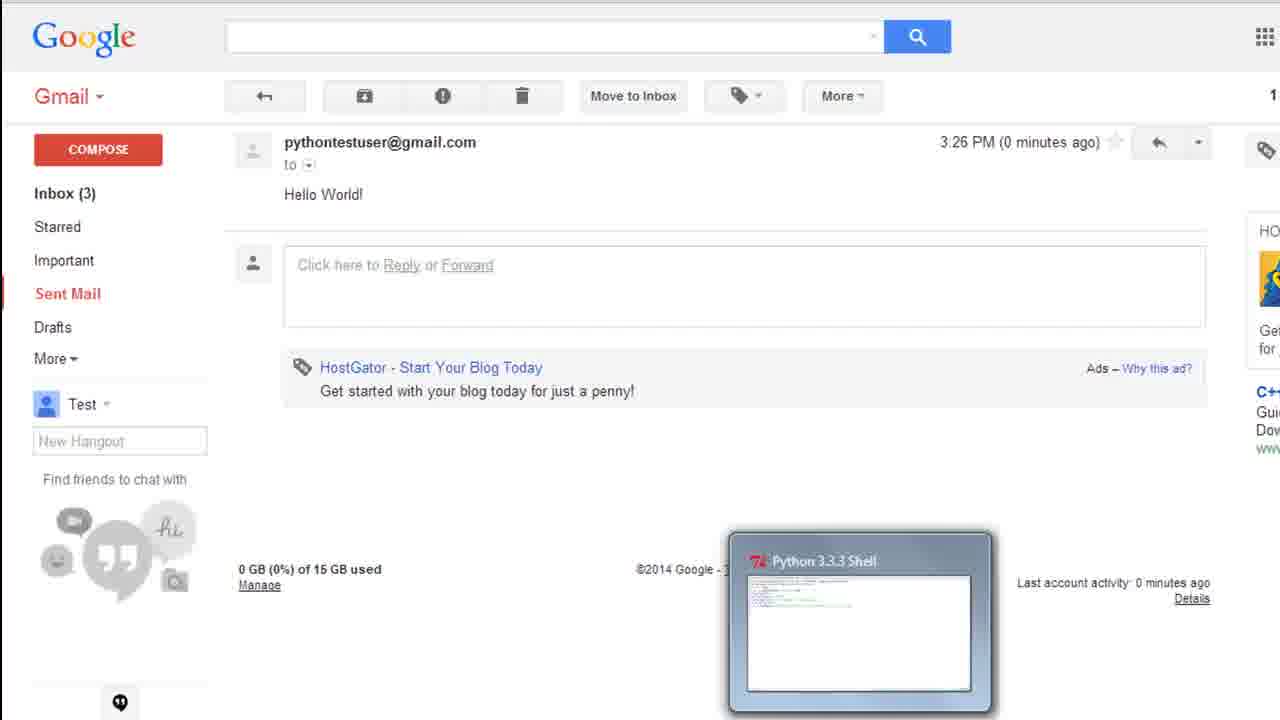 Google
Gmail
Move to Inbox
More
1
COMPOSE
pythontestuser@gmail.com
3:26 PM (0 minutes ago)
to
Inbox (3)
Hello World!
Starred
HO
Important
Click here to Reply or Forward
Sent Mail
Drafts
Get
for
More
HostGator - Start Your Blog Today
Ads – Why this ad?
Get started with your blog today for just a penny!
C++
Test
Gui
Dow
New Hangout
www
Find friends to chat with
hi
Python 3.3.3 Shell
0 GB (0%) of 15 GB used
©2014 Google -
Manage
Last account activity: 0 minutes ago
Details